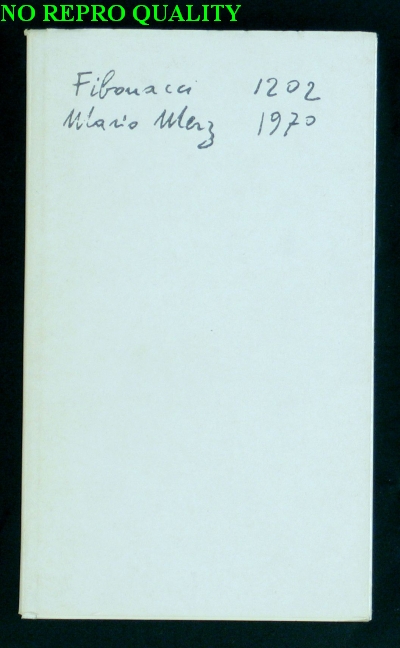 NO REPRO QUALITY
Fibonacci 1202
Mario Merz 1970